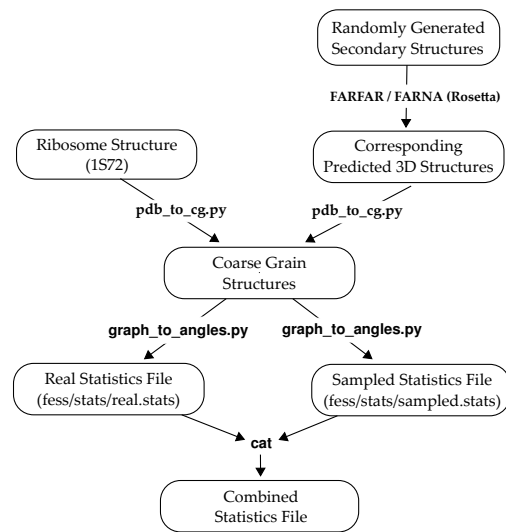 Randomly Generated
Secondary Structures
FARFAR / FARNA (Rosetta)
Ribosome Structure
(1S72)
Corresponding
Predicted 3D Structures
pdb_to_cg.py
pdb_to_cg.py
Coarse Grain
Structures
graph_to_angles.py
graph_to_angles.py
Real Statistics File
(fess/stats/real.stats)
Sampled Statistics File
(fess/stats/sampled.stats)
cat
Combined
Statistics File